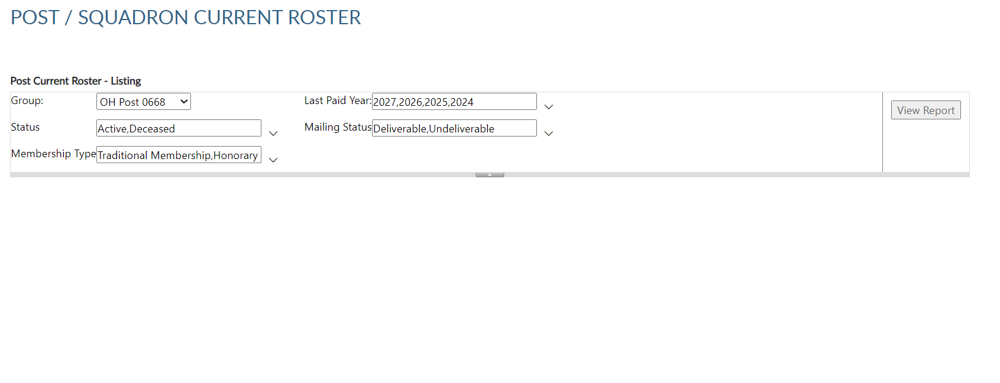 POST / SQUADRON CURRENT ROSTER
Post Current Roster - Listing
Group: OH Post 0668 Last Paid Year: 2027,2026,2025,2024 View Report
Status Active,Deceased Mailing Status Deliverable,Undeliverable
Membership Type Traditional Membership,Honorary